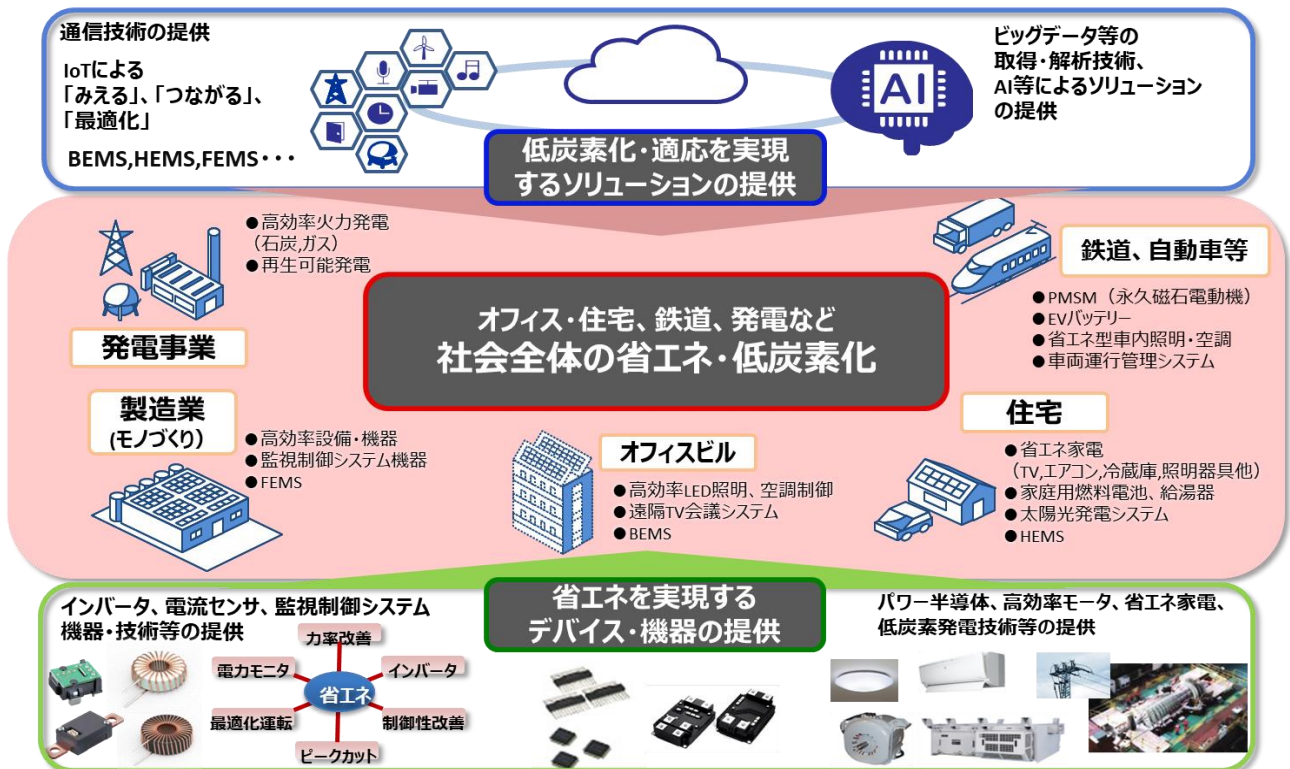 通信技術の提供
IoTによる
「みえる」、「つながる」、
「最適化」
BEMS,HEMS,FEMS・・・
AI
ビッグデータ等の
取得・解析技術、
AI等によるソリューション
の提供
低炭素化・適応を実現
するソリューションの提供
●高効率火力発電
（石炭,ガス）
●再生可能発電
発電事業
鉄道、自動車等
●PMSM（永久磁石電動機）
●EVバッテリー
●省エネ型車内照明・空調
●車両運行管理システム
オフィス・住宅、鉄道、発電など
社会全体の省エネ・低炭素化
製造業
(モノづくり)
●高効率設備・機器
●監視制御システム機器
●FEMS
オフィスビル
●高効率LED照明、空調制御
●遠隔TV会議システム
●BEMS
住宅
●省エネ家電
（TV,エアコン,冷蔵庫,照明器具他）
●家庭用燃料電池、給湯器
●太陽光発電システム
●HEMS
省エネを実現する
デバイス・機器の提供
インバータ、電流センサ、監視制御システム
機器・技術等の提供
力率改善
電力モニタ
インバータ
省エネ
最適化運転
制御性改善
ピークカット
パワー半導体、高効率モータ、省エネ家電、
低炭素発電技術等の提供